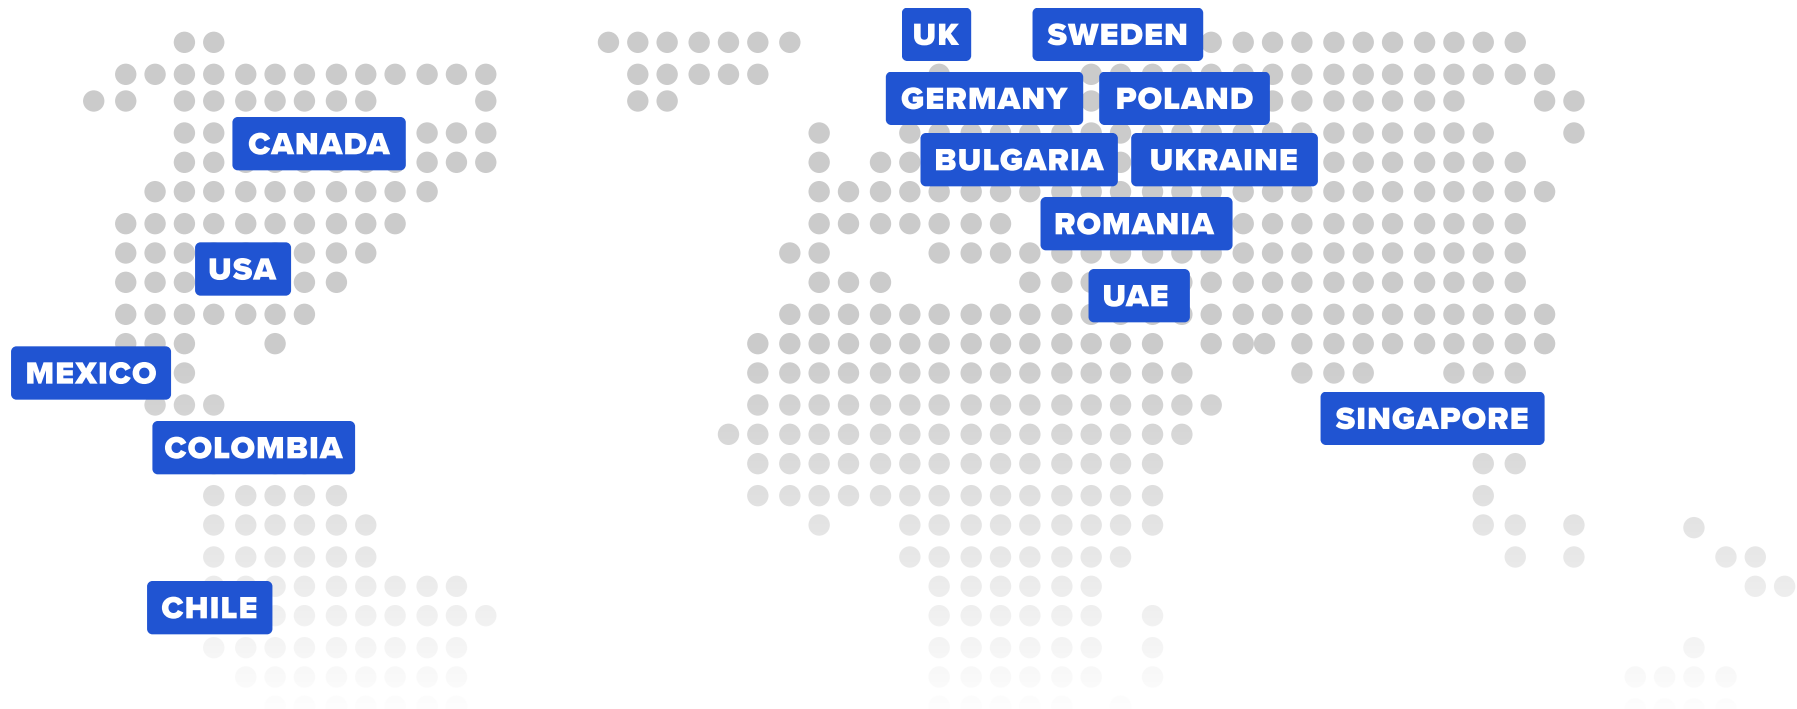 UK
SWEDEN
GERMANY
POLAND
CANADA
BULGARIA
UKRAINE
ROMANIA
USA
UAE
MEXICO
SINGAPORE
COLOMBIA
CHILE